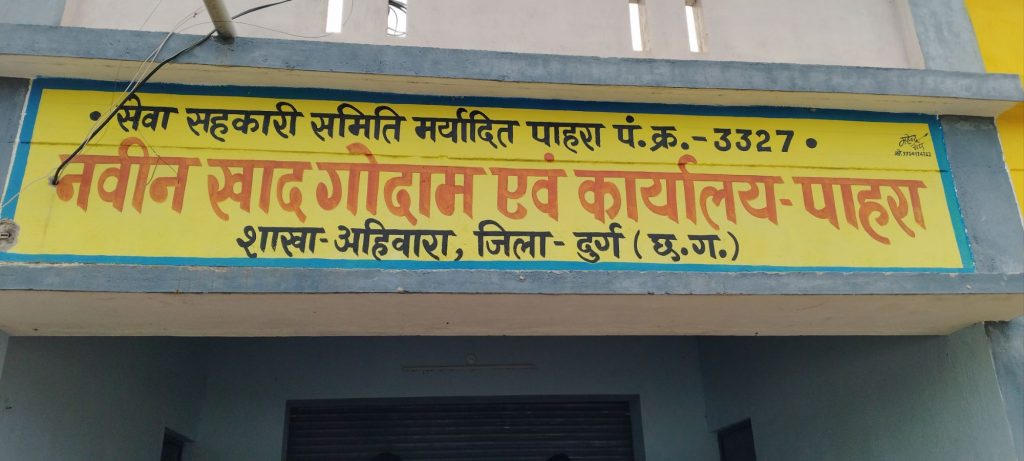 • सेवा सहकारी समिति मर्यादित पाहरा पं.क्र.-3327 •
नवीन खाद गोदाम एवं कार्यालय-पाहरा
शाखा-अहिवारा, जिला-दुर्ग (छ.ग.)